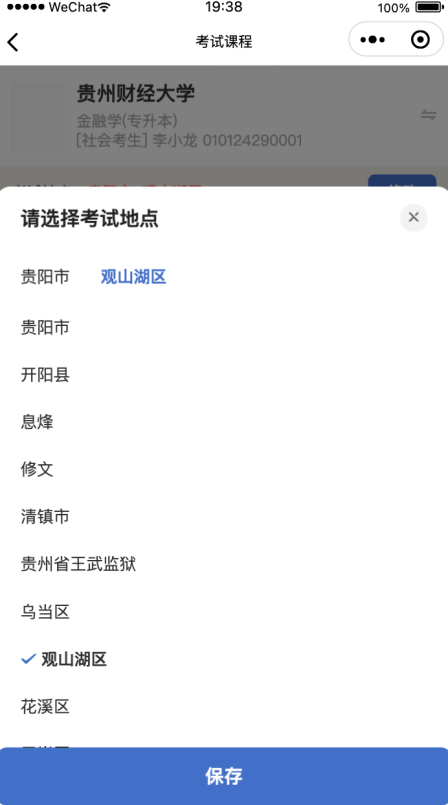 WeChat
19:38
100%
考试课程
贵州财经大学
金融学(专升本)
[社会考生] 李小龙 010124290001
请选择考试地点
贵阳市 观山湖区
贵阳市
开阳县
息烽
修文
清镇市
贵州省王武监狱
乌当区
观山湖区
花溪区
保存